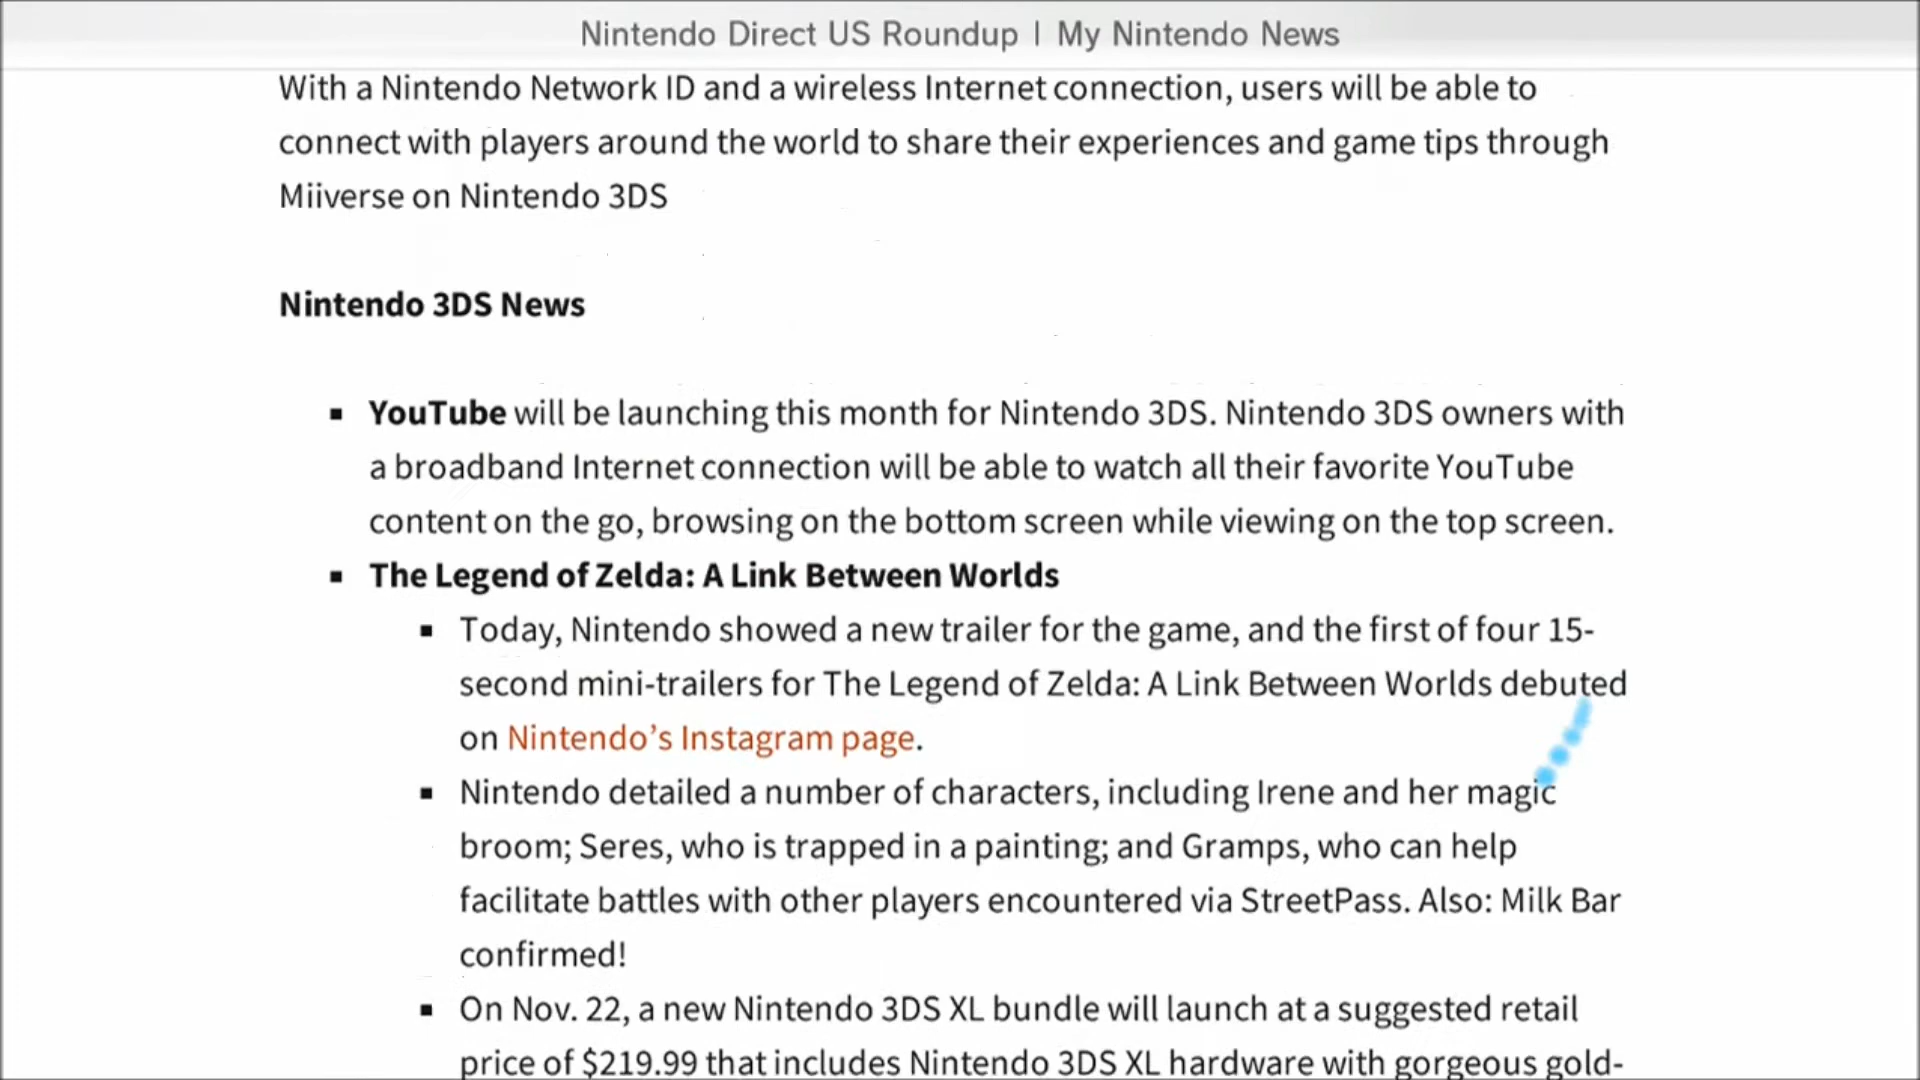 Nintendo Direct US Roundup | My Nintendo News
With a Nintendo Network ID and a wireless Internet connection, users will be able to
connect with players around the world to share their experiences and game tips through
Miiverse on Nintendo 3DS
Nintendo 3DS News
▪ YouTube will be launching this month for Nintendo 3DS. Nintendo 3DS owners with
a broadband Internet connection will be able to watch all their favorite YouTube
content on the go, browsing on the bottom screen while viewing on the top screen.
▪ The Legend of Zelda: A Link Between Worlds
▪ Today, Nintendo showed a new trailer for the game, and the first of four 15-
second mini-trailers for The Legend of Zelda: A Link Between Worlds debuted
on Nintendo’s Instagram page.
▪ Nintendo detailed a number of characters, including Irene and her magic
broom; Seres, who is trapped in a painting; and Gramps, who can help
facilitate battles with other players encountered via StreetPass. Also: Milk Bar
confirmed!
▪ On Nov. 22, a new Nintendo 3DS XL bundle will launch at a suggested retail
price of $219.99 that includes Nintendo 3DS XL hardware with gorgeous gold-